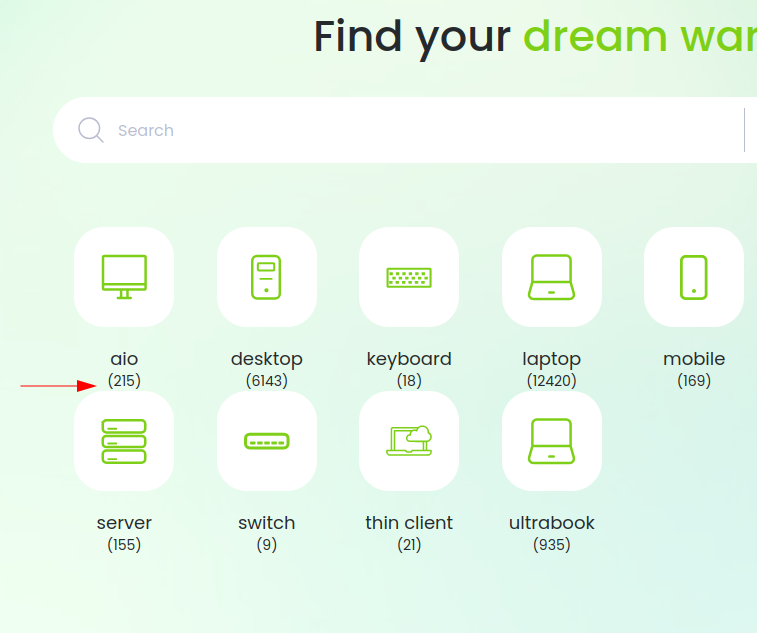 Find your dream war
Search
aio desktop keyboard laptop mobile
(215) (6143) (18) (12420) (169)
server switch thin client ultrabook
(155) (9) (21) (935)